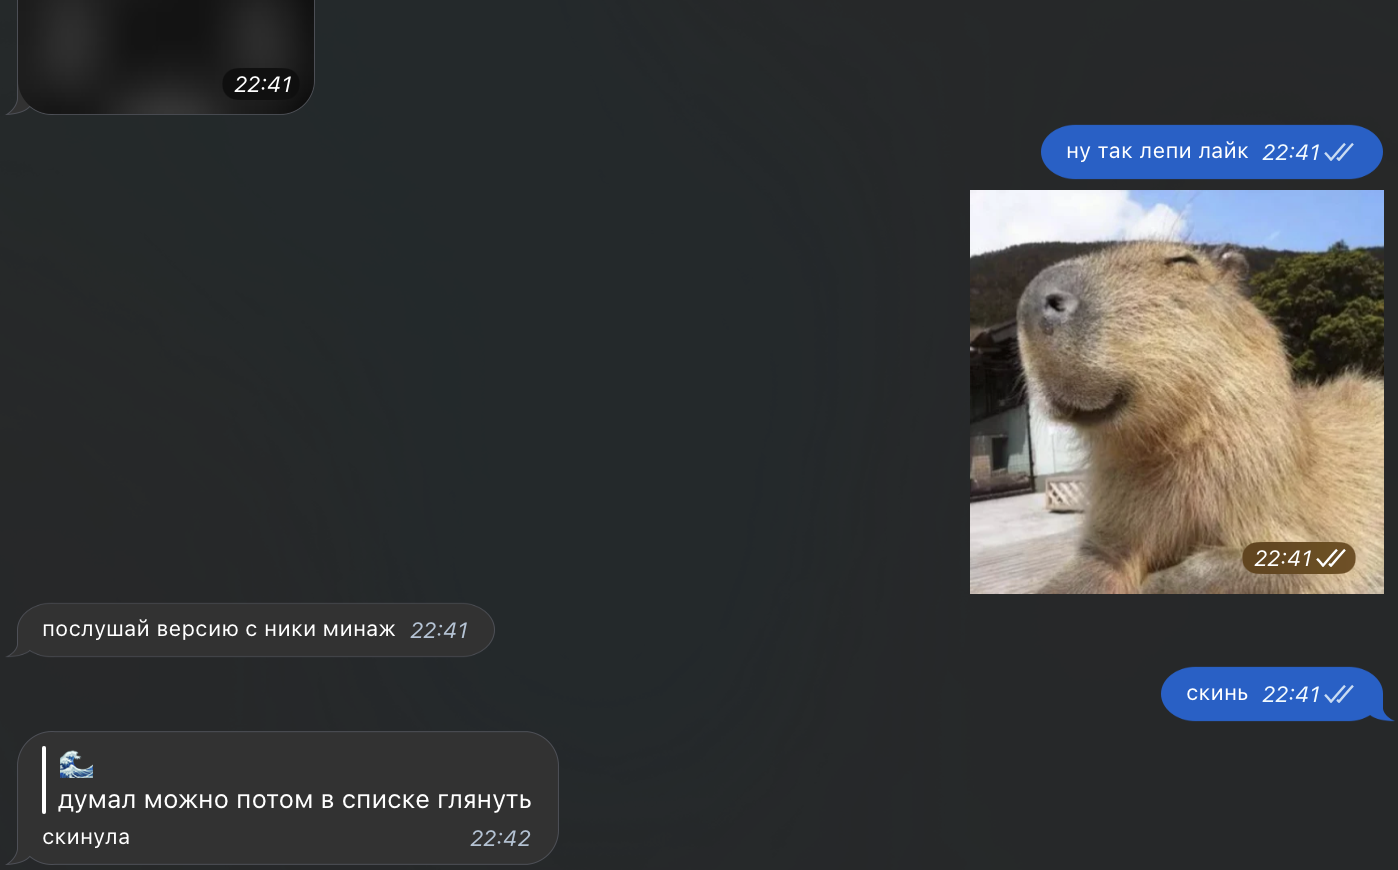 22:41
ну так лепи лайк 22:41
22:41
послушай версию с ники минаж 22:41
скинь 22:41
🌊
думал можно потом в списке глянуть
скинула 22:42